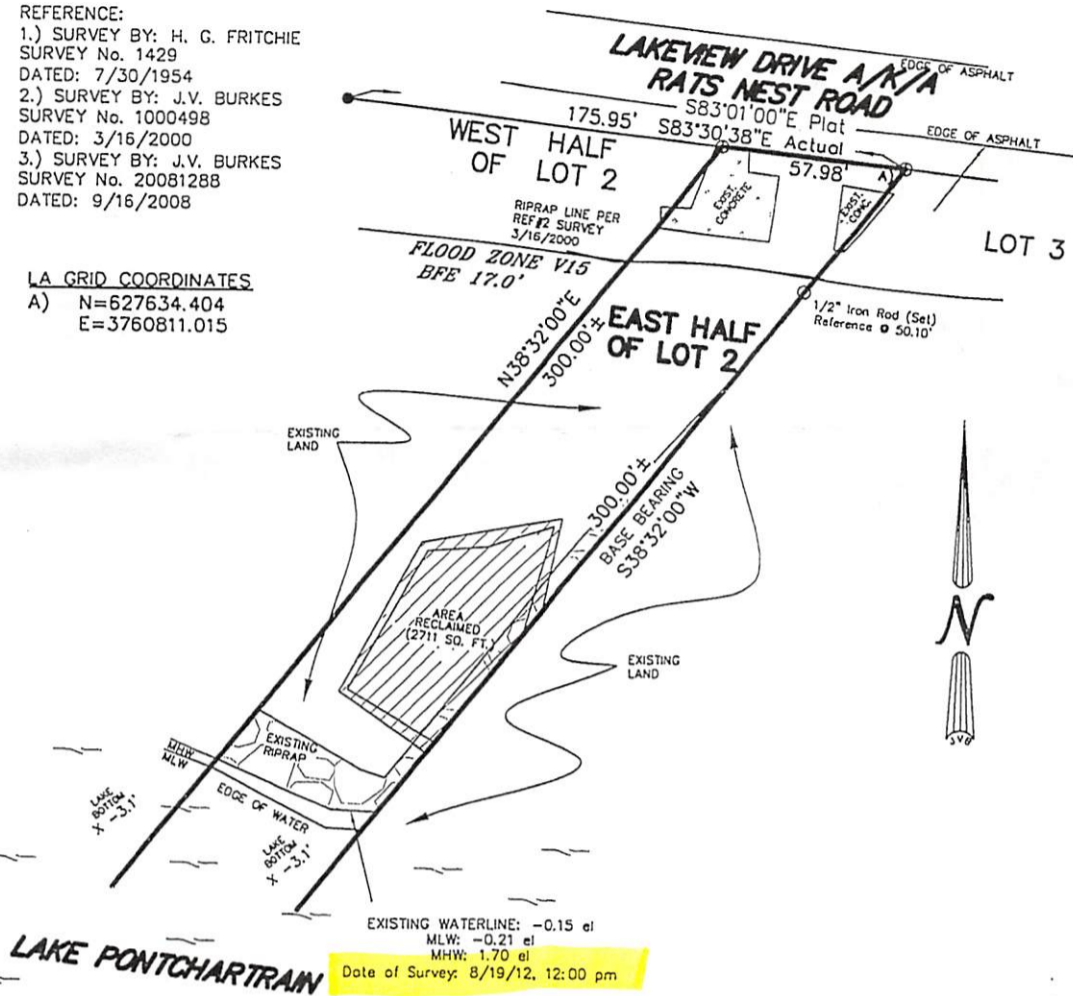 REFERENCE:
1.) SURVEY BY: H. G. FRITCHIE
SURVEY No. 1429
DATED: 7/30/1954
2.) SURVEY BY: J.V. BURKES
SURVEY No. 1000498
DATED: 3/16/2000
3.) SURVEY BY: J.V. BURKES
SURVEY No. 20081288
DATED: 9/16/2008
LA GRID COORDINATES
A) N=627634.404
E=3760811.015
LAKEVIEW DRIVE A/K/A
RATS NEST ROAD
EDGE OF ASPHALT
EDGE OF ASPHALT
S83°01'00"E Plat
175.95' S83°30'38"E Actual
57.98'
A
WEST HALF
OF LOT 2
EXIST.
CONCRETE
EXIST.
CONC.
LOT 3
RIPRAP LINE PER
REF#2 SURVEY
3/16/2000
FLOOD ZONE V15
BFE 17.0'
1/2" Iron Rod (Set)
Reference @ 50.10'
EAST HALF
OF LOT 2
N38°32'00"E
300.00'±
EXISTING
LAND
300.00'±
BASE BEARING
S38°32'00"W
AREA
RECLAIMED
(2711 SQ. FT.)
EXISTING
LAND
N
JVB
EXISTING
RIPRAP
MHW
MLW
EDGE OF WATER
LAKE
BOTTOM
X -3.1'
LAKE
BOTTOM
X -3.1'
EXISTING WATERLINE: -0.15 el
MLW: -0.21 el
MHW: 1.70 el
Date of Survey: 8/19/12, 12:00 pm
LAKE PONTCHARTRAIN